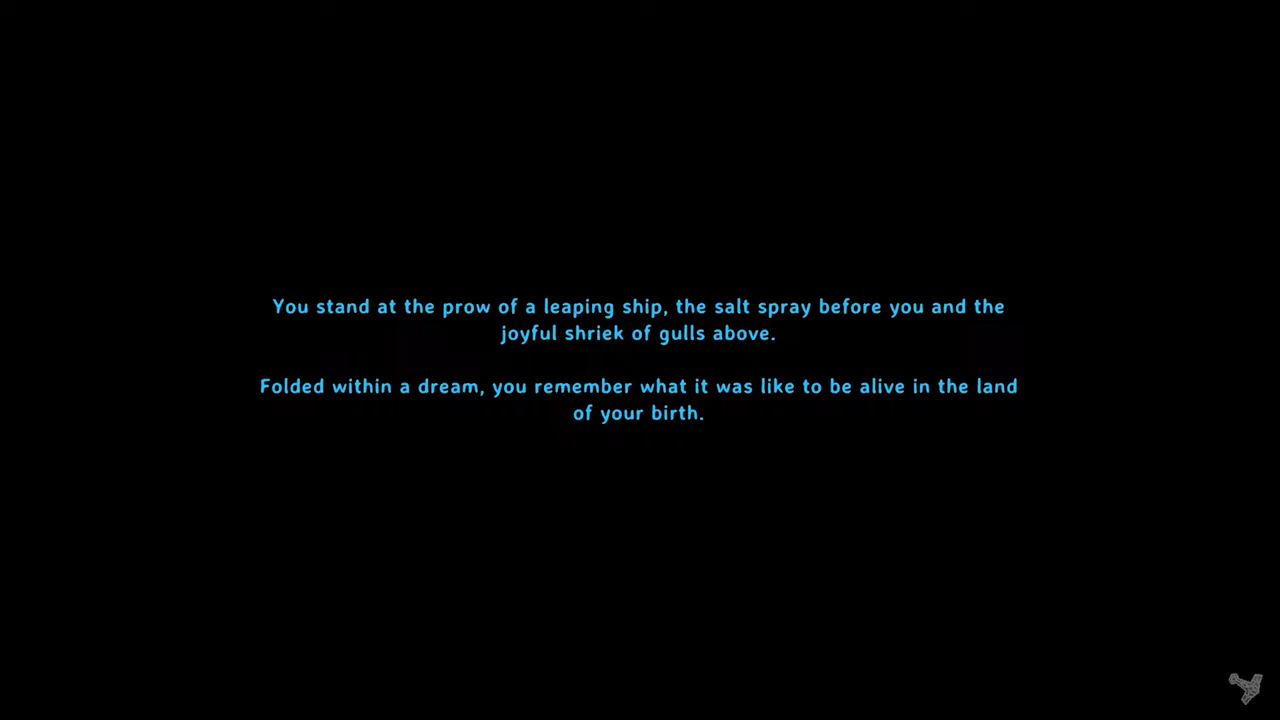 You stand at the prow of a leaping ship, the salt spray before you and the
joyful shriek of gulls above.
Folded within a dream, you remember what it was like to be alive in the land
of your birth.